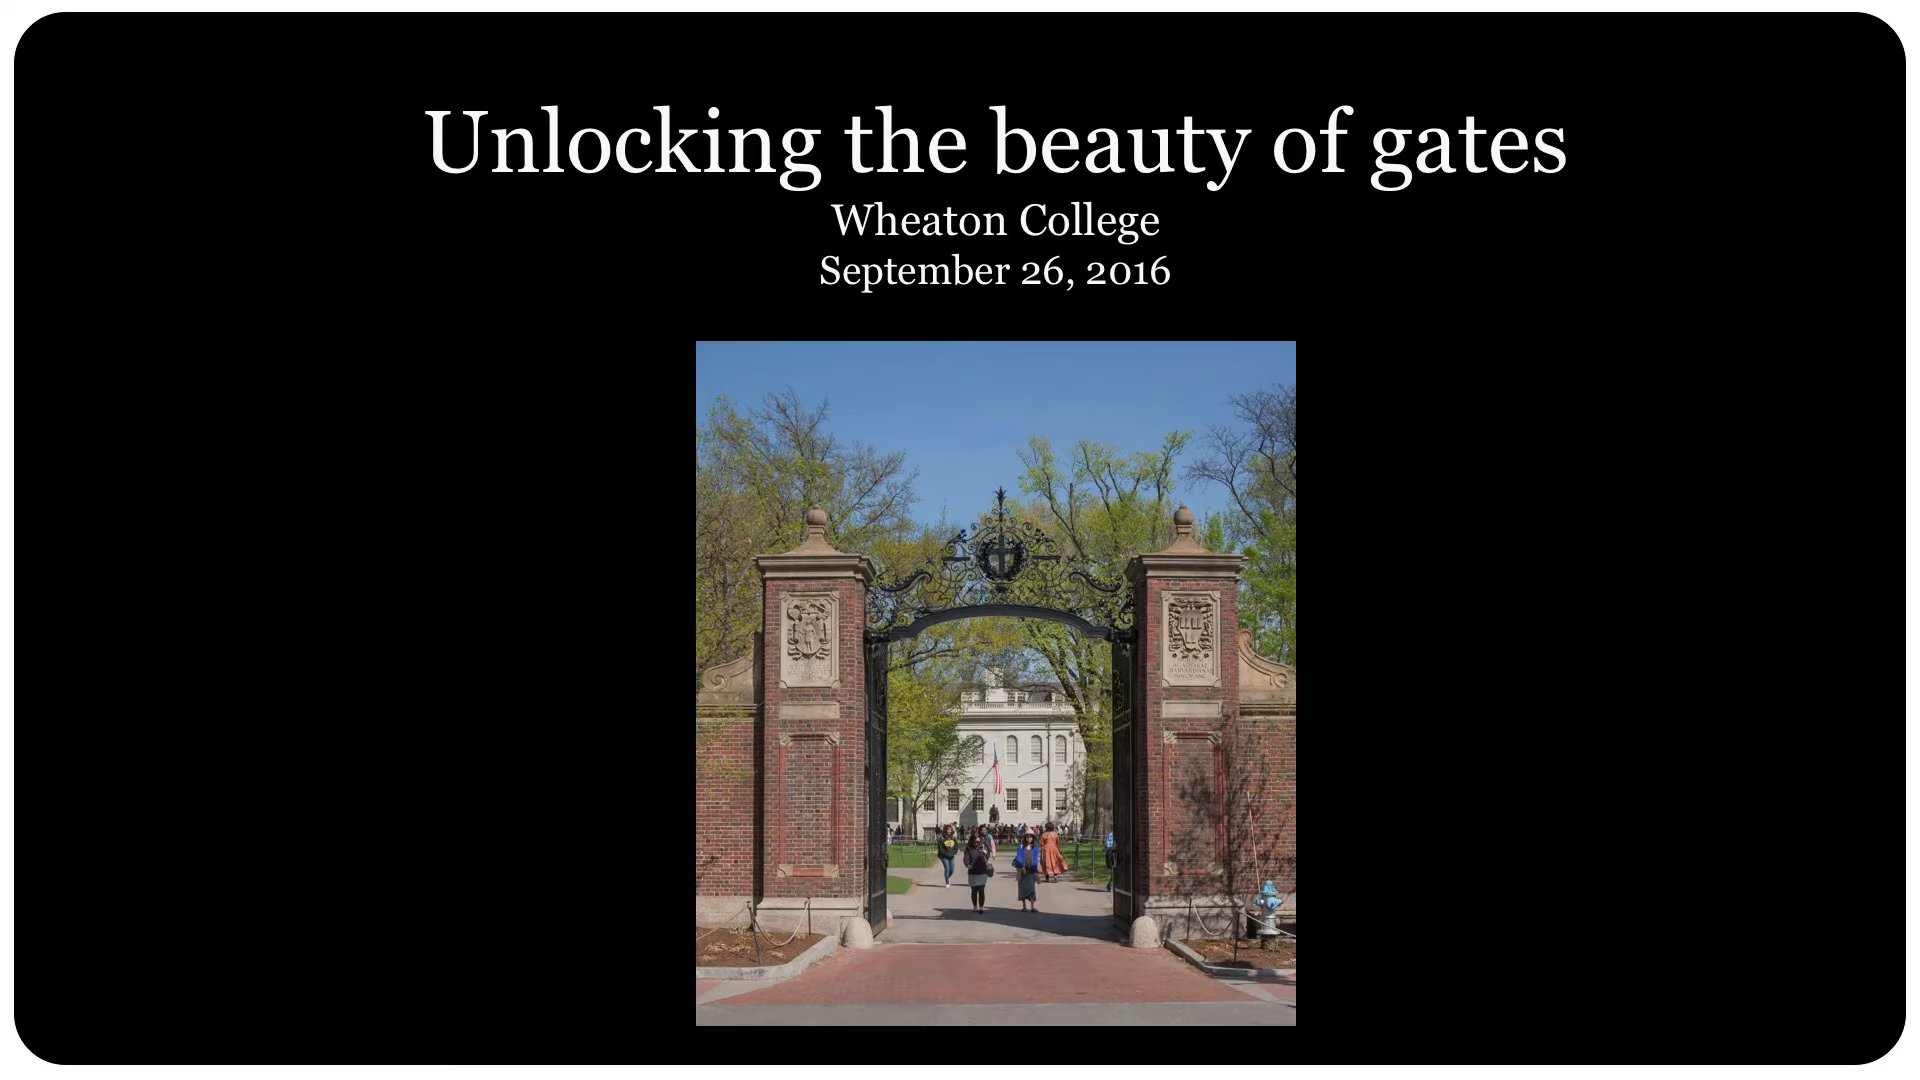 Unlocking the beauty of gates
Wheaton College
September 26, 2016